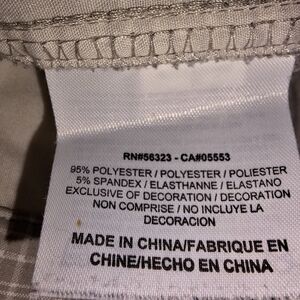 RN#56323 - CA#05553
95% POLYESTER / POLYESTER / POLIESTER
5% SPANDEX / ELASTHANNE / ELASTANO
EXCLUSIVE OF DECORATION / DECORATION
NON COMPRISE / NO INCLUYE LA
DECORACION
MADE IN CHINA/FABRIQUE EN
CHINE/HECHO EN CHINA